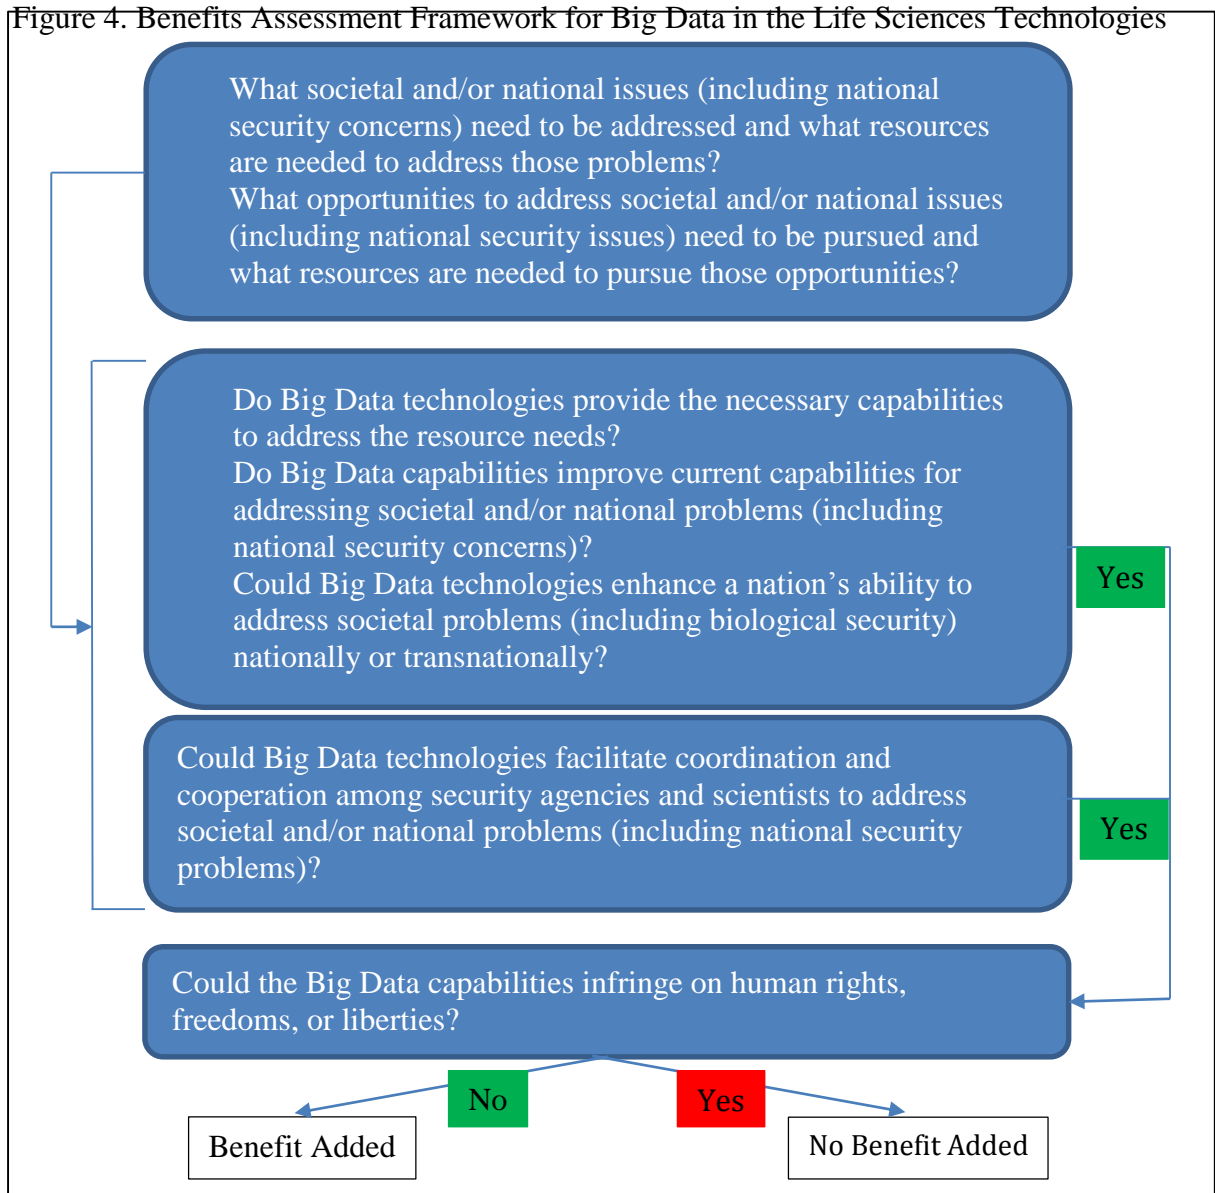 Figure 4. Benefits Assessment Framework for Big Data in the Life Sciences Technologies
What societal and/or national issues (including national
security concerns) need to be addressed and what resources
are needed to address those problems?
What opportunities to address societal and/or national issues
(including national security issues) need to be pursued and
what resources are needed to pursue those opportunities?
Do Big Data technologies provide the necessary capabilities
to address the resource needs?
Do Big Data capabilities improve current capabilities for
addressing societal and/or national problems (including
national security concerns)?
Could Big Data technologies enhance a nation’s ability to
address societal problems (including biological security)
nationally or transnationally?
Yes
Could Big Data technologies facilitate coordination and
cooperation among security agencies and scientists to address
societal and/or national problems (including national security
problems)?
Yes
Could the Big Data capabilities infringe on human rights,
freedoms, or liberties?
No
Yes
Benefit Added
No Benefit Added